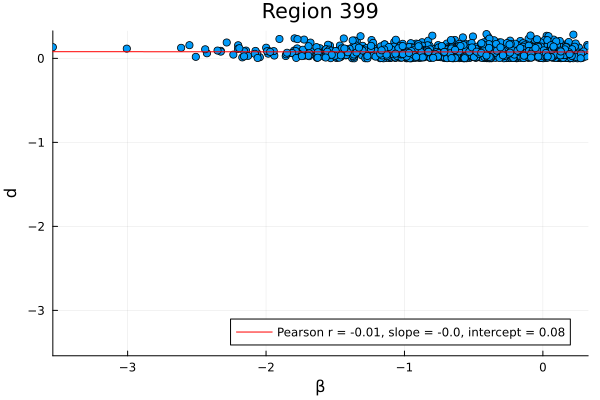 Region 399
d
0
−1
−2
−3
Pearson r = -0.01, slope = -0.0, intercept = 0.08
−3 −2 −1 0
β